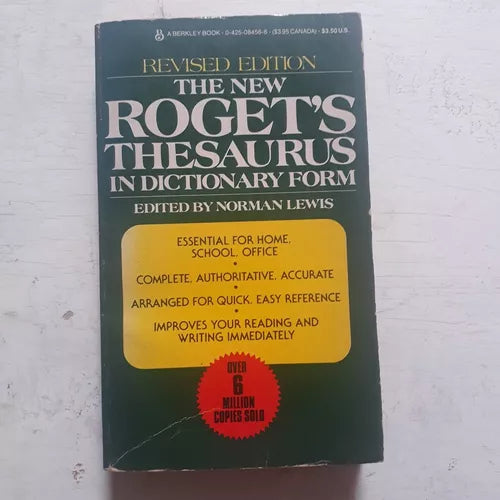 A BERKLEY BOOK • 0-425-08456-6 • ($3.95 CANADA) • $3.50 U.S.
REVISED EDITION
THE NEW
ROGET'S
THESAURUS
IN DICTIONARY FORM
EDITED BY NORMAN LEWIS
ESSENTIAL FOR HOME,
SCHOOL, OFFICE
•
COMPLETE, AUTHORITATIVE, ACCURATE
•
ARRANGED FOR QUICK, EASY REFERENCE
•
IMPROVES YOUR READING AND
WRITING IMMEDIATELY
OVER
6
MILLION
COPIES SOLD